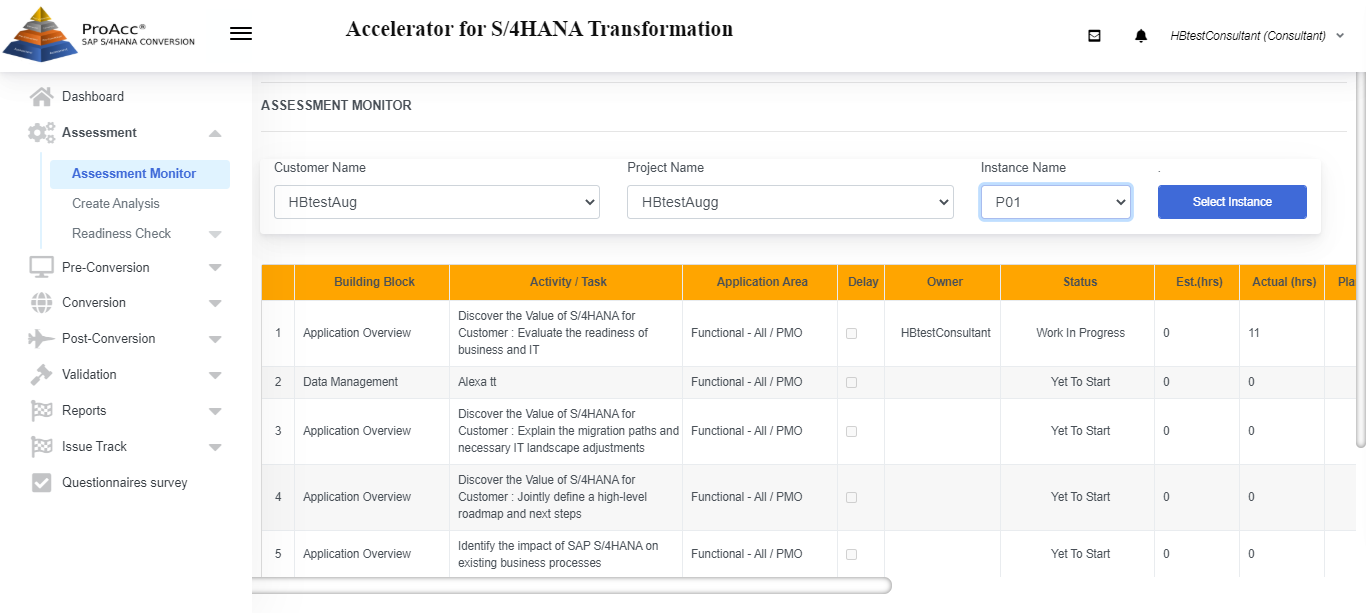 ProAcc®
SAP S/4HANA CONVERSION
Accelerator for S/4HANA Transformation
HBtestConsultant (Consultant)
Dashboard
Assessment
Assessment Monitor
Create Analysis
Readiness Check
Pre-Conversion
Conversion
Post-Conversion
Validation
Reports
Issue Track
Questionnaires survey
ASSESSMENT MONITOR
Customer Name
Project Name
Instance Name
.
HBtestAug
HBtestAugg
P01
Select Instance
Building Block Activity / Task Application Area Delay Owner Status Est.(hrs) Actual (hrs) Pla
Discover the Value of S/4HANA for
1 Application Overview Customer : Evaluate the readiness of Functional - All / PMO HBtestConsultant Work In Progress 0 11
business and IT
2 Data Management Alexa tt Functional - All / PMO Yet To Start 0 0
Discover the Value of S/4HANA for
3 Application Overview Customer : Explain the migration paths and Functional - All / PMO Yet To Start 0 0
necessary IT landscape adjustments
Discover the Value of S/4HANA for
4 Application Overview Customer : Jointly define a high-level Functional - All / PMO Yet To Start 0 0
roadmap and next steps
Identify the impact of SAP S/4HANA on
5 Application Overview existing business processes Functional - All / PMO Yet To Start 0 0